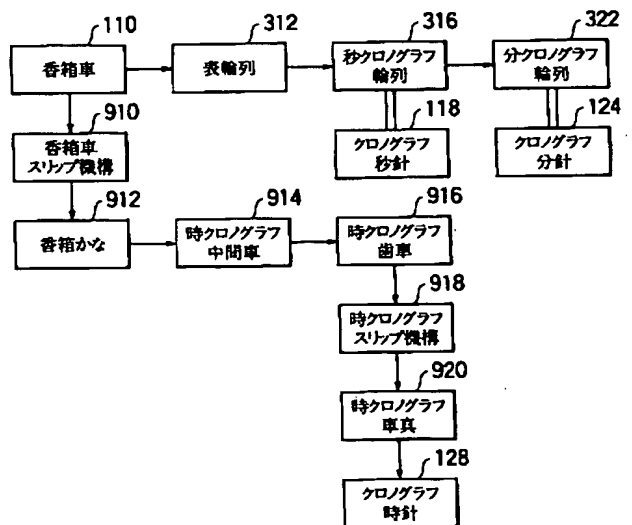 110
香箱車
312
表輪列
316
秒クロノグラフ
輪列
322
分クロノグラフ
輪列
910
香箱車
スリップ機構
118
クロノグラフ
秒針
124
クロノグラフ
分針
912
香箱かな
914
時クロノグラフ
中間車
916
時クロノグラフ
歯車
918
時クロノグラフ
スリップ機構
920
時クロノグラフ
車真
128
クロノグラフ
時針